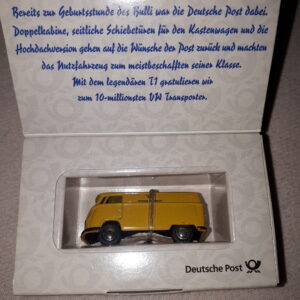 Bereits zur Geburtsstunde des Bulli war die Deutsche Post dabei.
Doppelkabine, seitliche Schiebetüren für den Kastenwagen und die
Hochdachversion gehen auf die Wünsche der Post zurück und machten
das Nutzfahrzeug zum meistbeschafften seiner Klasse.
Mit dem legendären T1 gratulieren wir
zum 10-millionsten VW Transporter.
Deutsche Post